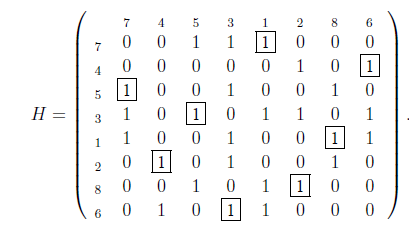 7 4 5 3 1 2 8 6
7 0 0 1 1 1 0 0 0
4 0 0 0 0 0 1 0 1
5 1 0 0 1 0 0 1 0
H = 3 1 0 1 0 1 1 0 1 .
1 1 0 0 1 0 0 1 1
2 0 1 0 1 0 0 1 0
8 0 0 1 0 1 1 0 0
6 0 1 0 1 1 0 0 0